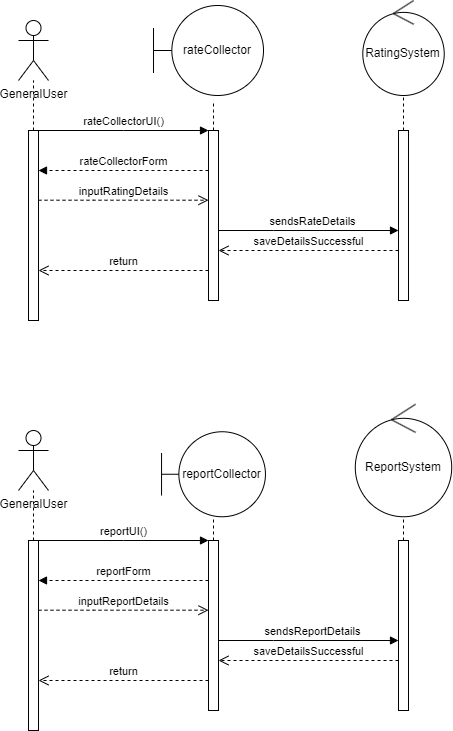 rateCollector
RatingSystem
GeneralUser
rateCollectorUI()
rateCollectorForm
inputRatingDetails
sendsRateDetails
saveDetailsSuccessful
return
reportCollector
ReportSystem
GeneralUser
reportUI()
reportForm
inputReportDetails
sendsReportDetails
saveDetailsSuccessful
return